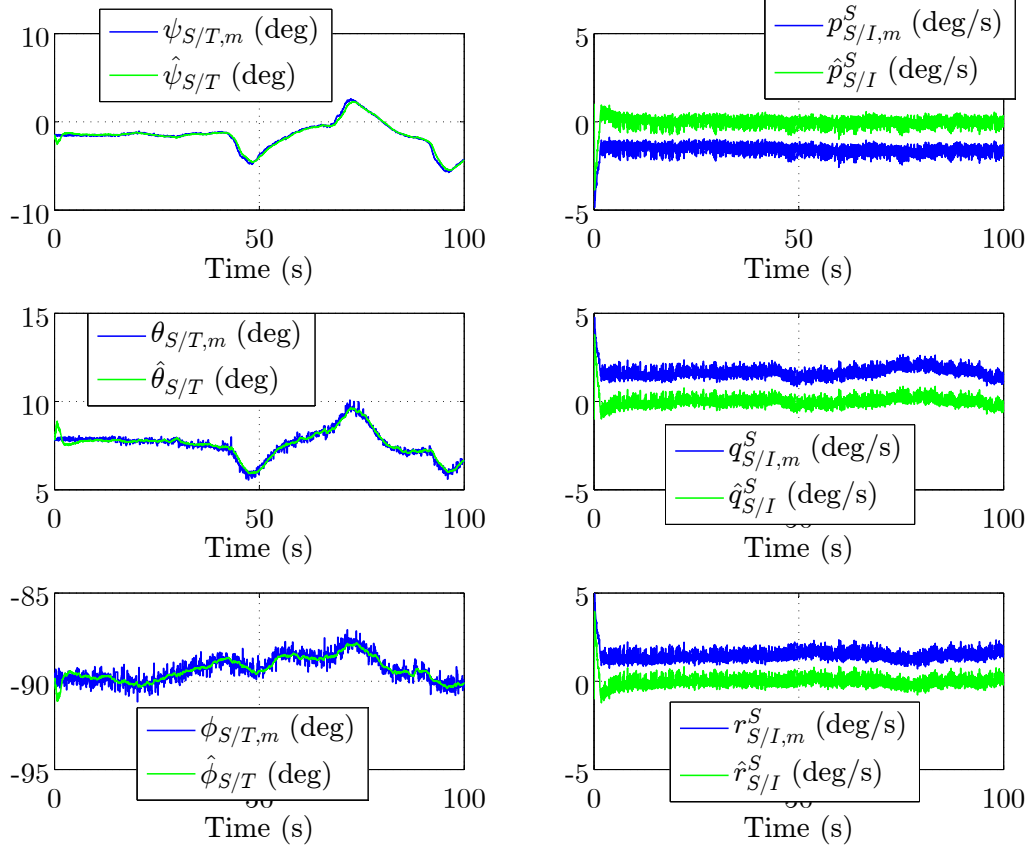 10
0
-10
0
50
100
Time (s)
ψ_{S/T,m} (deg)
ψ̂_{S/T} (deg)
5
0
-5
0
50
100
Time (s)
p^S_{S/I,m} (deg/s)
p̂^S_{S/I} (deg/s)
15
10
5
0
50
100
Time (s)
θ_{S/T,m} (deg)
θ̂_{S/T} (deg)
5
0
-5
0
50
100
Time (s)
q^S_{S/I,m} (deg/s)
q̂^S_{S/I} (deg/s)
-85
-90
-95
0
50
100
Time (s)
ϕ_{S/T,m} (deg)
ϕ̂_{S/T} (deg)
5
0
-5
0
50
100
Time (s)
r^S_{S/I,m} (deg/s)
r̂^S_{S/I} (deg/s)